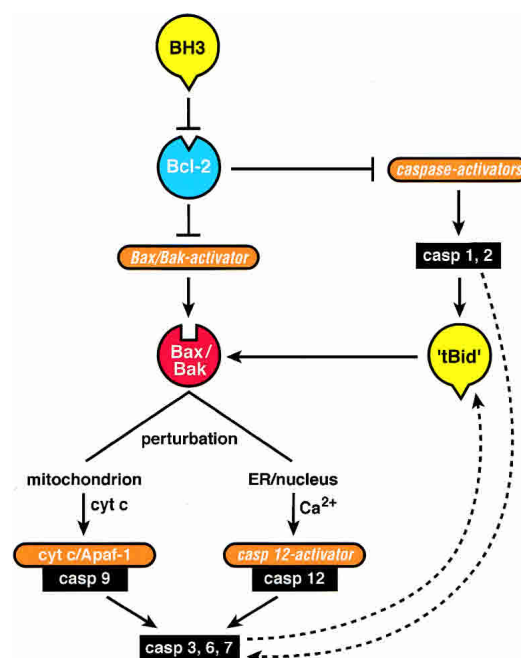 BH3
Bcl-2
caspase-activators
Bax/Bak-activator
casp 1, 2
Bax/
Bak
'tBid'
perturbation
mitochondrion
ER/nucleus
cyt c
Ca2+
cyt c/Apaf-1
casp 12-activator
casp 9
casp 12
casp 3, 6, 7